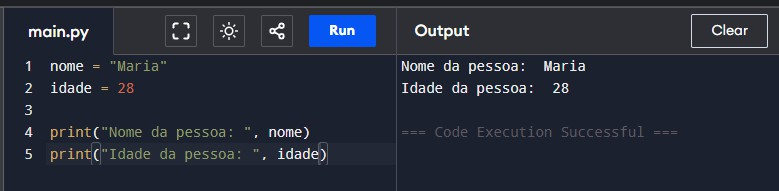 main.py Run Output Clear
1 nome = "Maria"
2 idade = 28
3
4 print("Nome da pessoa: ", nome)
5 print("Idade da pessoa: ", idade)
Nome da pessoa:  Maria
Idade da pessoa:  28
=== Code Execution Successful ===